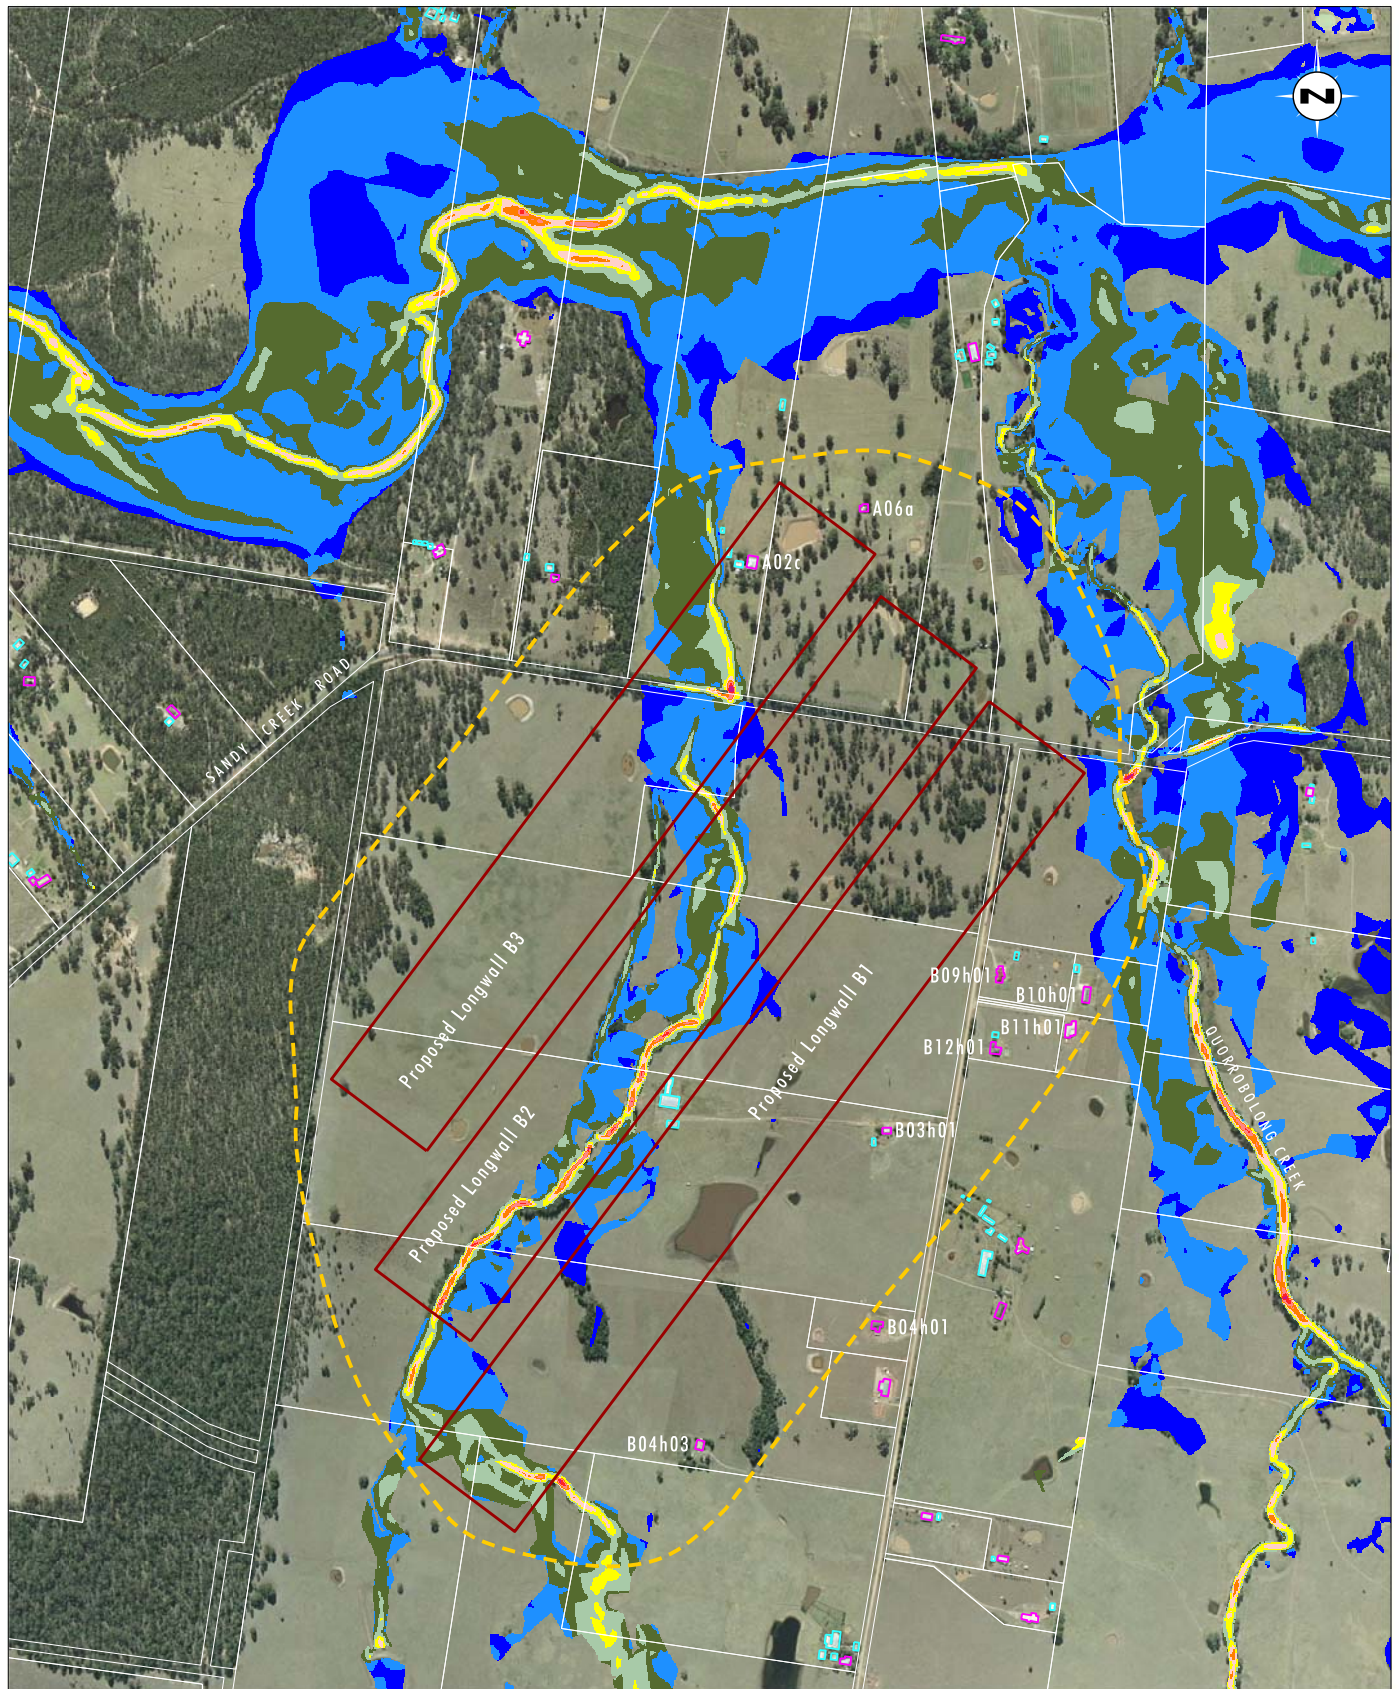 N
A06a
A02c
SANDY CREEK ROAD
Proposed Longwall B3
Proposed Longwall B1
B09h01
B10h01
B11h01
B12h01
QUORROBOLONG CREEK
Proposed Longwall B2
B03h01
B04h01
B04h03